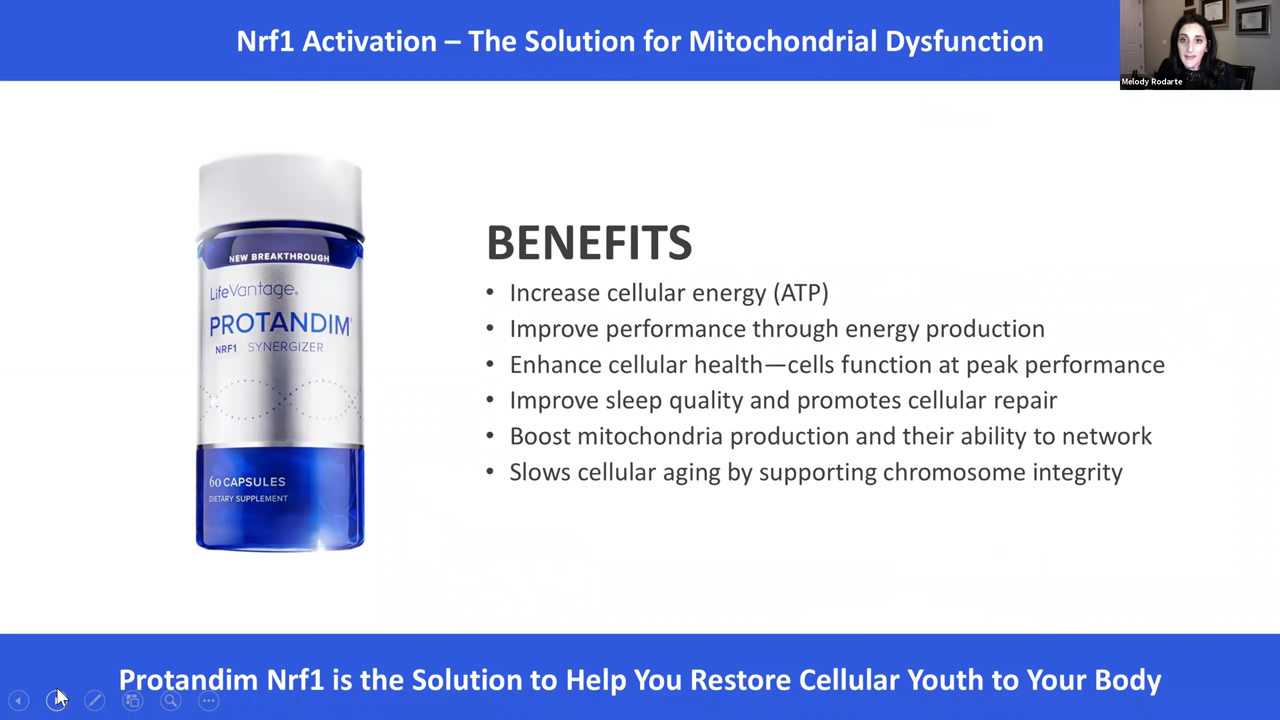 Nrf1 Activation – The Solution for Mitochondrial Dysfunction
Melody Rodarte
NEW BREAKTHROUGH
LifeVantage®
PROTANDIM®
NRF1 SYNERGIZER
60 CAPSULES
DIETARY SUPPLEMENT
BENEFITS
• Increase cellular energy (ATP)
• Improve performance through energy production
• Enhance cellular health—cells function at peak performance
• Improve sleep quality and promotes cellular repair
• Boost mitochondria production and their ability to network
• Slows cellular aging by supporting chromosome integrity
Protandim Nrf1 is the Solution to Help You Restore Cellular Youth to Your Body